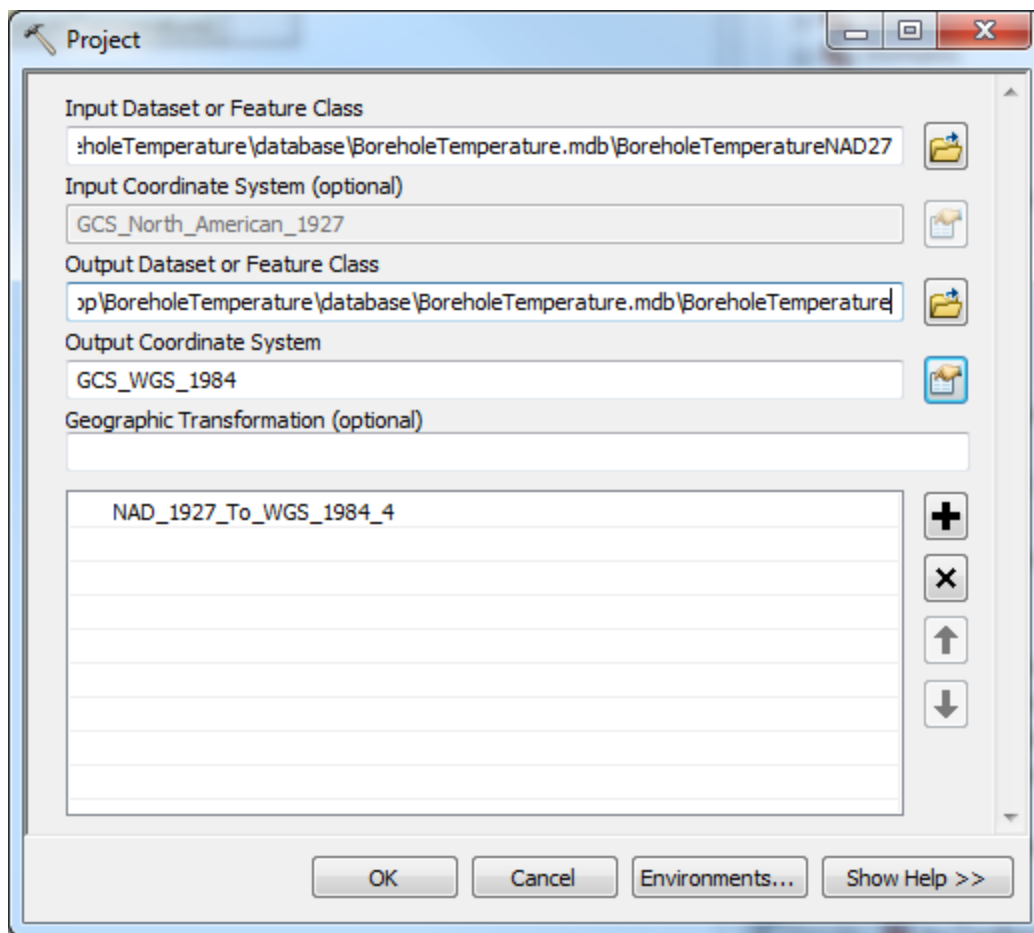 Project
Input Dataset or Feature Class
:holeTemperature\database\BoreholeTemperature.mdb\BoreholeTemperatureNAD27
Input Coordinate System (optional)
GCS_North_American_1927
Output Dataset or Feature Class
op\BoreholeTemperature\database\BoreholeTemperature.mdb\BoreholeTemperature
Output Coordinate System
GCS_WGS_1984
Geographic Transformation (optional)
NAD_1927_To_WGS_1984_4
OK Cancel Environments... Show Help >>